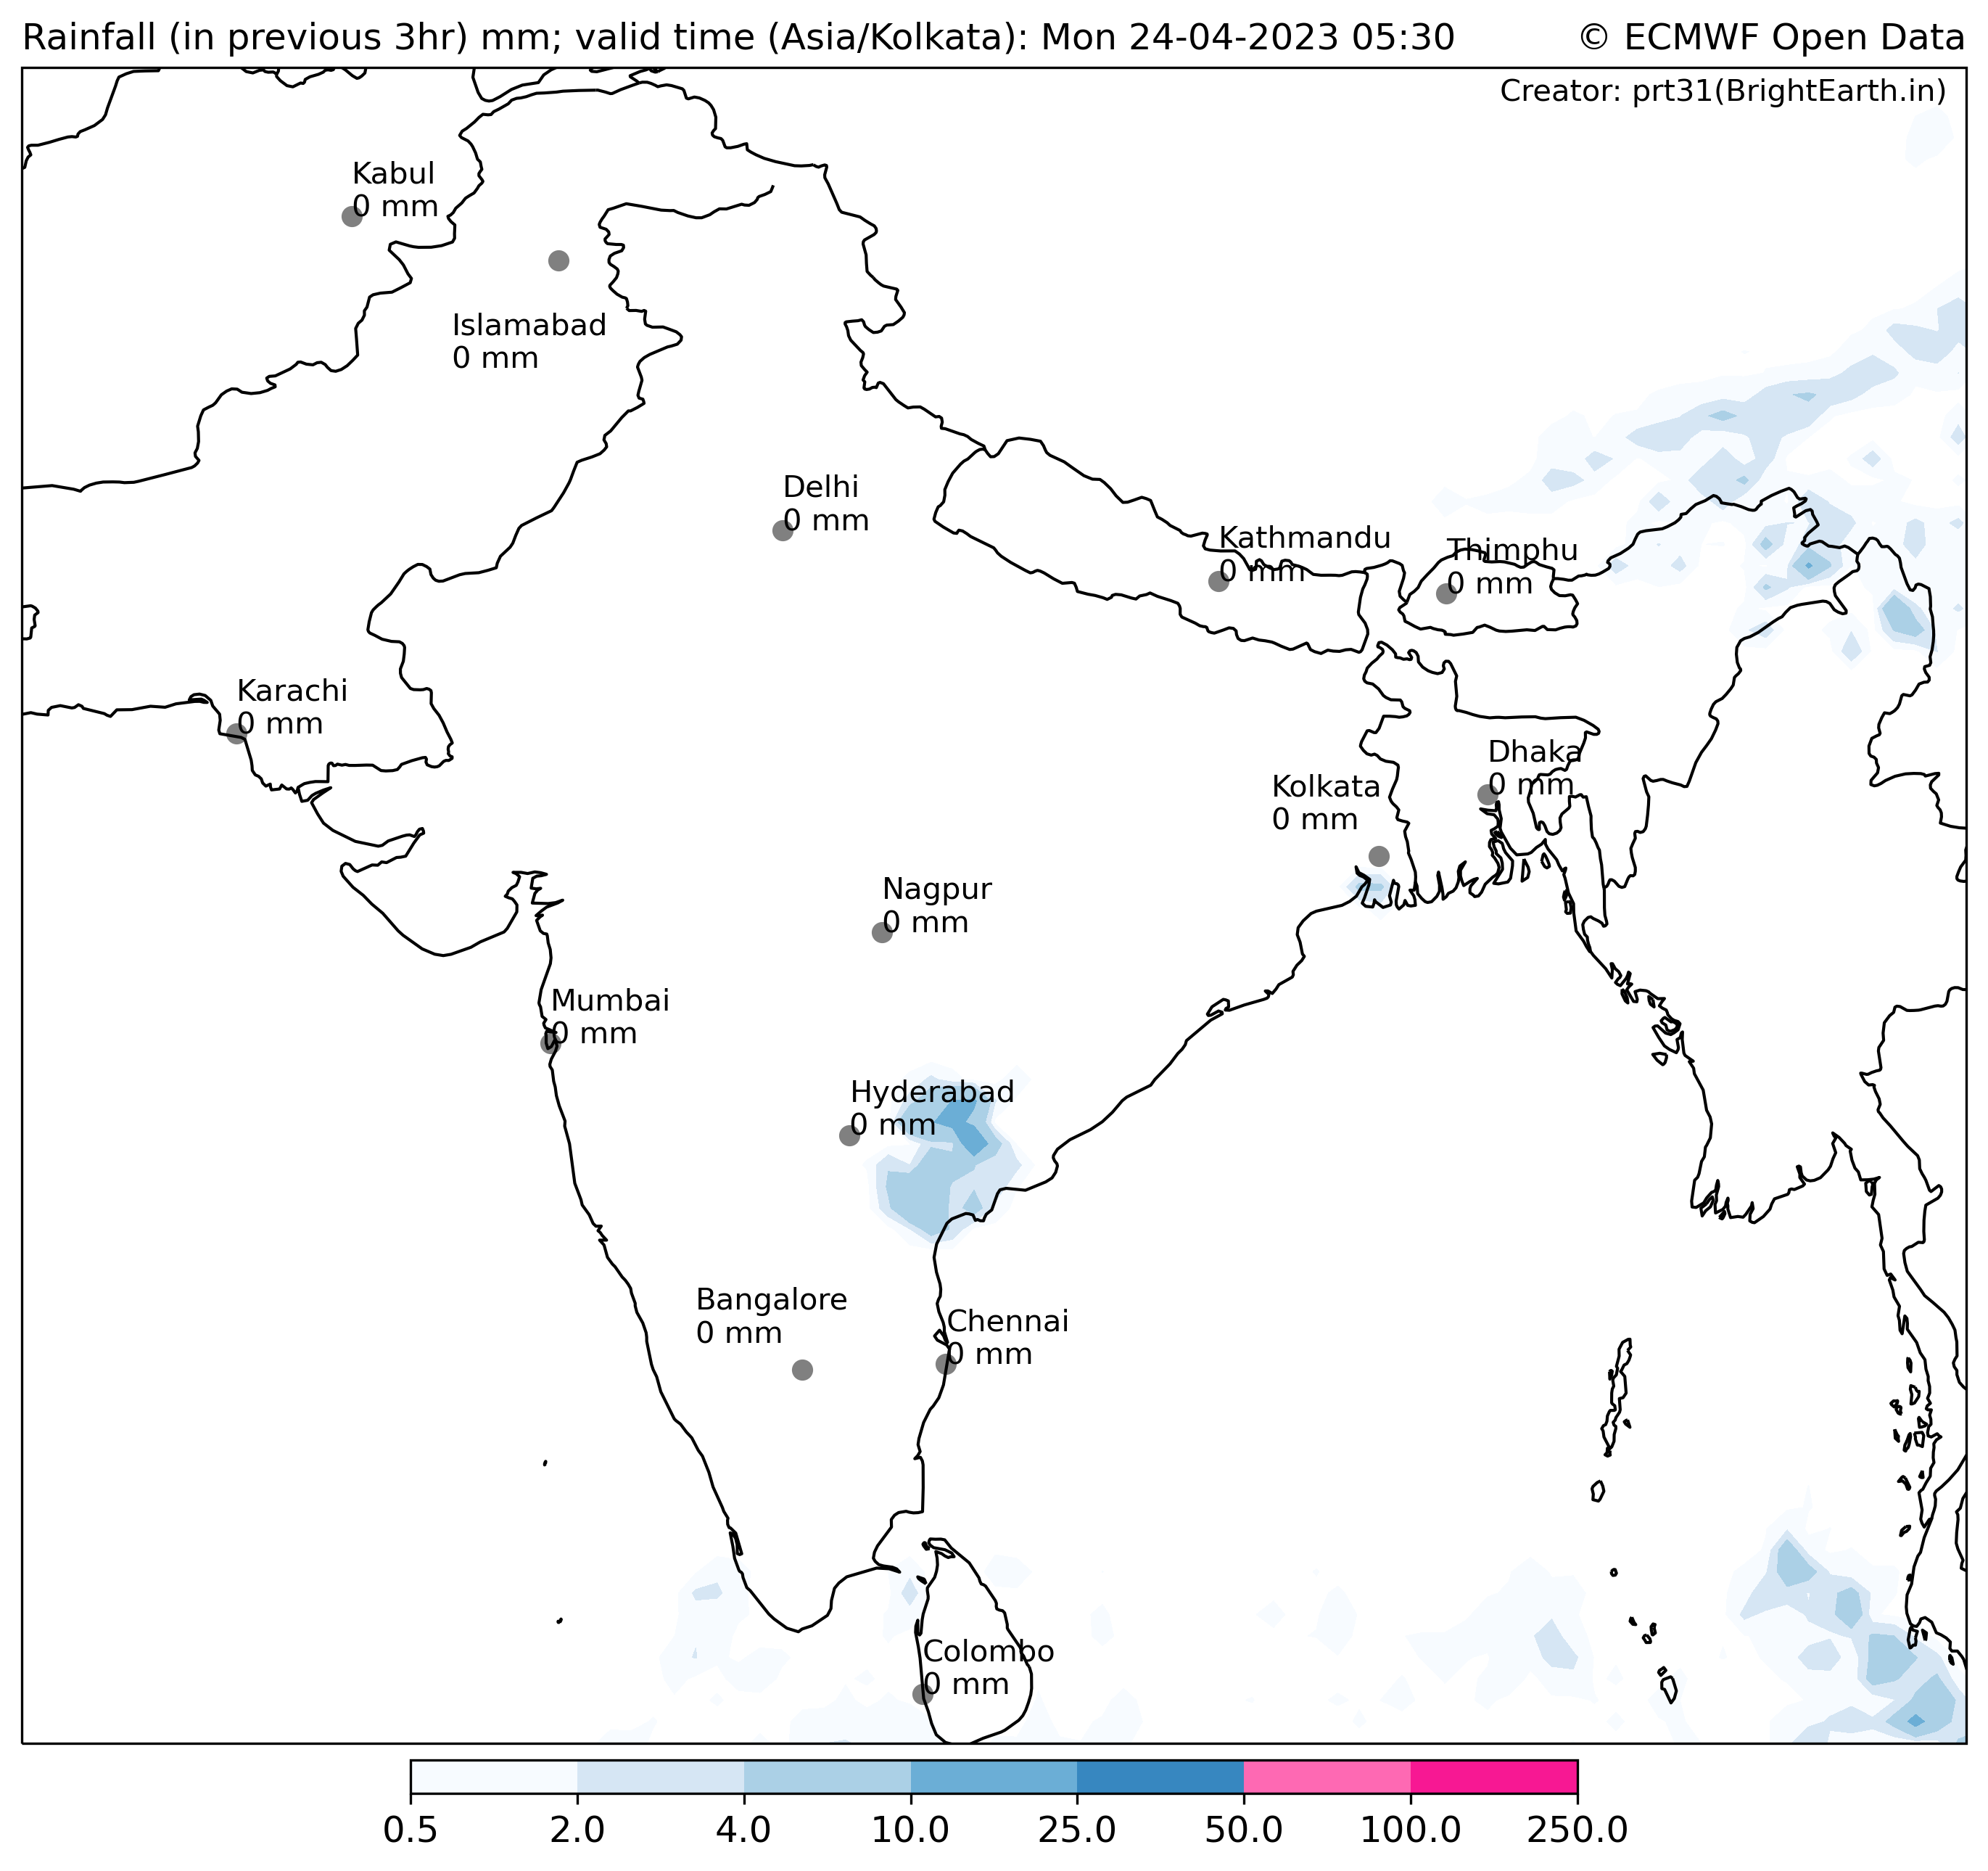 Rainfall (in previous 3hr) mm; valid time (Asia/Kolkata): Mon 24-04-2023 05:30
© ECMWF Open Data
Creator: prt31(BrightEarth.in)
Kabul
0 mm
Islamabad
0 mm
Delhi
0 mm
Kathmandu
0 mm
Thimphu
0 mm
Karachi
0 mm
Dhaka
0 mm
Kolkata
0 mm
Nagpur
0 mm
Mumbai
0 mm
Hyderabad
0 mm
Bangalore
0 mm
Chennai
0 mm
Colombo
0 mm
0.5 2.0 4.0 10.0 25.0 50.0 100.0 250.0